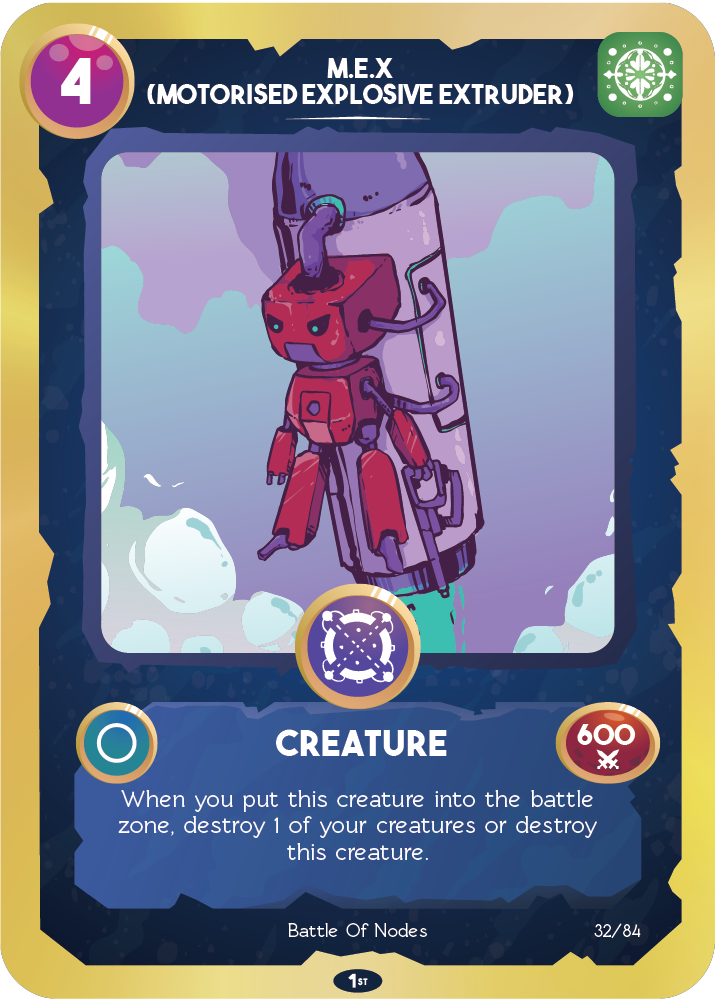 4
M.E.X
(MOTORISED EXPLOSIVE EXTRUDER)
CREATURE
600
When you put this creature into the battle
zone, destroy 1 of your creatures or destroy
this creature.
Battle Of Nodes
32/84
1ST